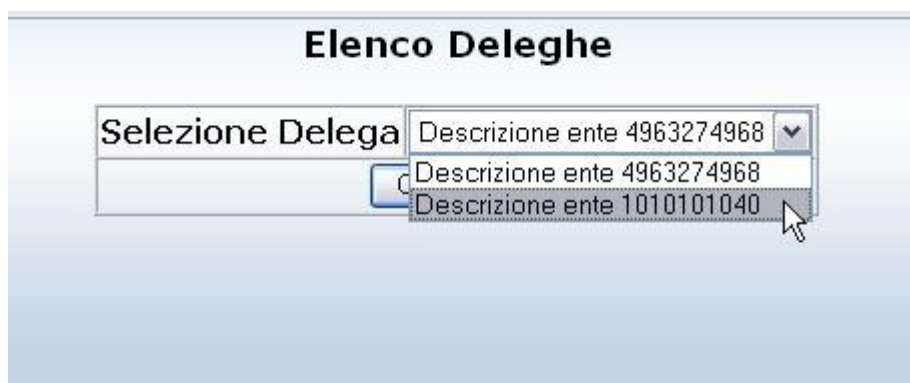 Elenco Deleghe
Selezione Delega Descrizione ente 4963274968
Descrizione ente 4963274968
Descrizione ente 1010101040